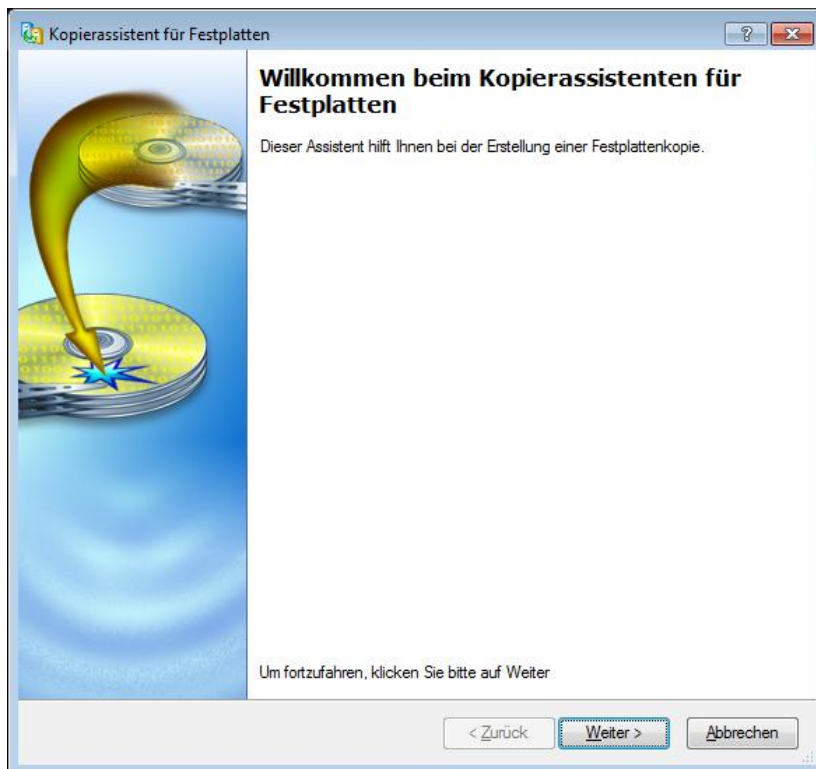 Kopierassistent für Festplatten
Willkommen beim Kopierassistenten für
Festplatten
Dieser Assistent hilft Ihnen bei der Erstellung einer Festplattenkopie.
Um fortzufahren, klicken Sie bitte auf Weiter
< Zurück
Weiter >
Abbrechen